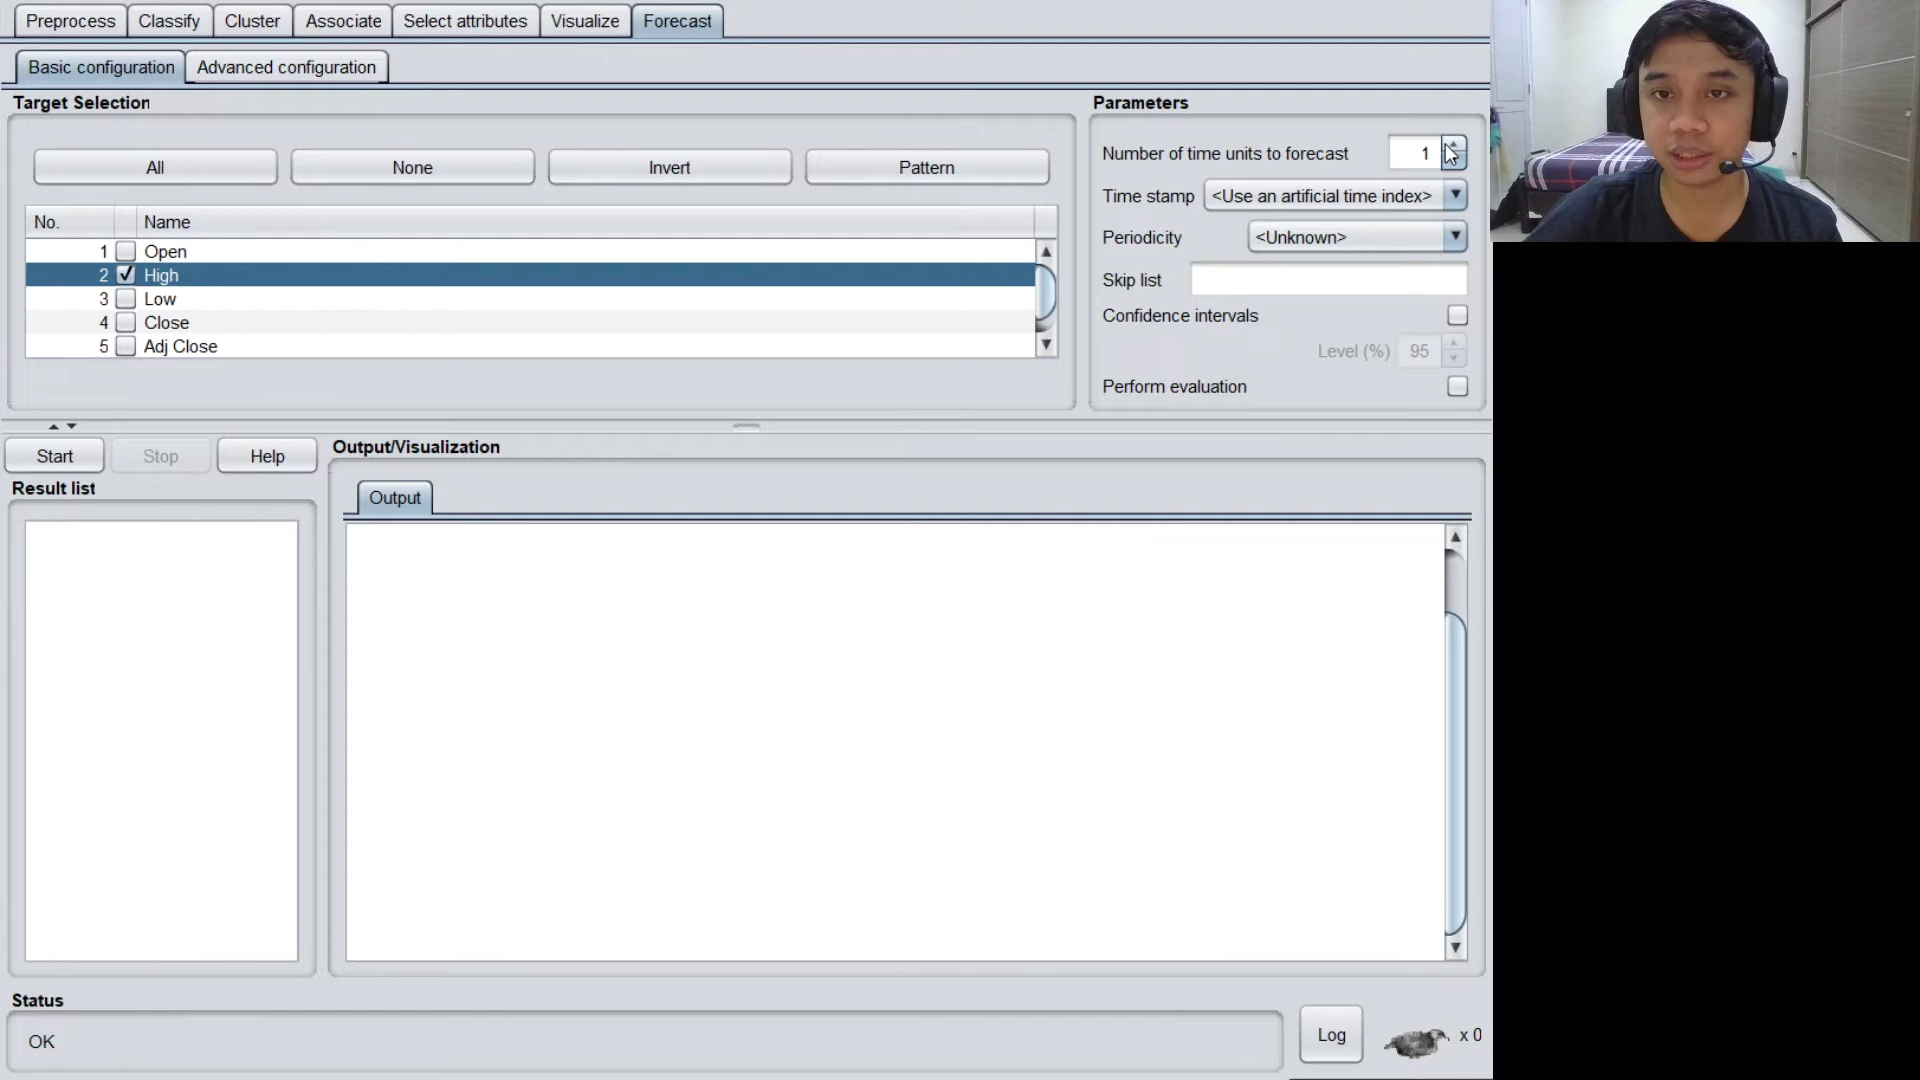 Preprocess Classify Cluster Associate Select attributes Visualize Forecast
Basic configuration Advanced configuration
Target Selection
All None Invert Pattern
No. Name
1 Open
2 High
3 Low
4 Close
5 Adj Close
Parameters
Number of time units to forecast 1
Time stamp <Use an artificial time index>
Periodicity <Unknown>
Skip list
Confidence intervals
Level (%) 95
Perform evaluation
Start Stop Help
Result list
Output/Visualization
Output
Status
OK
Log
x 0